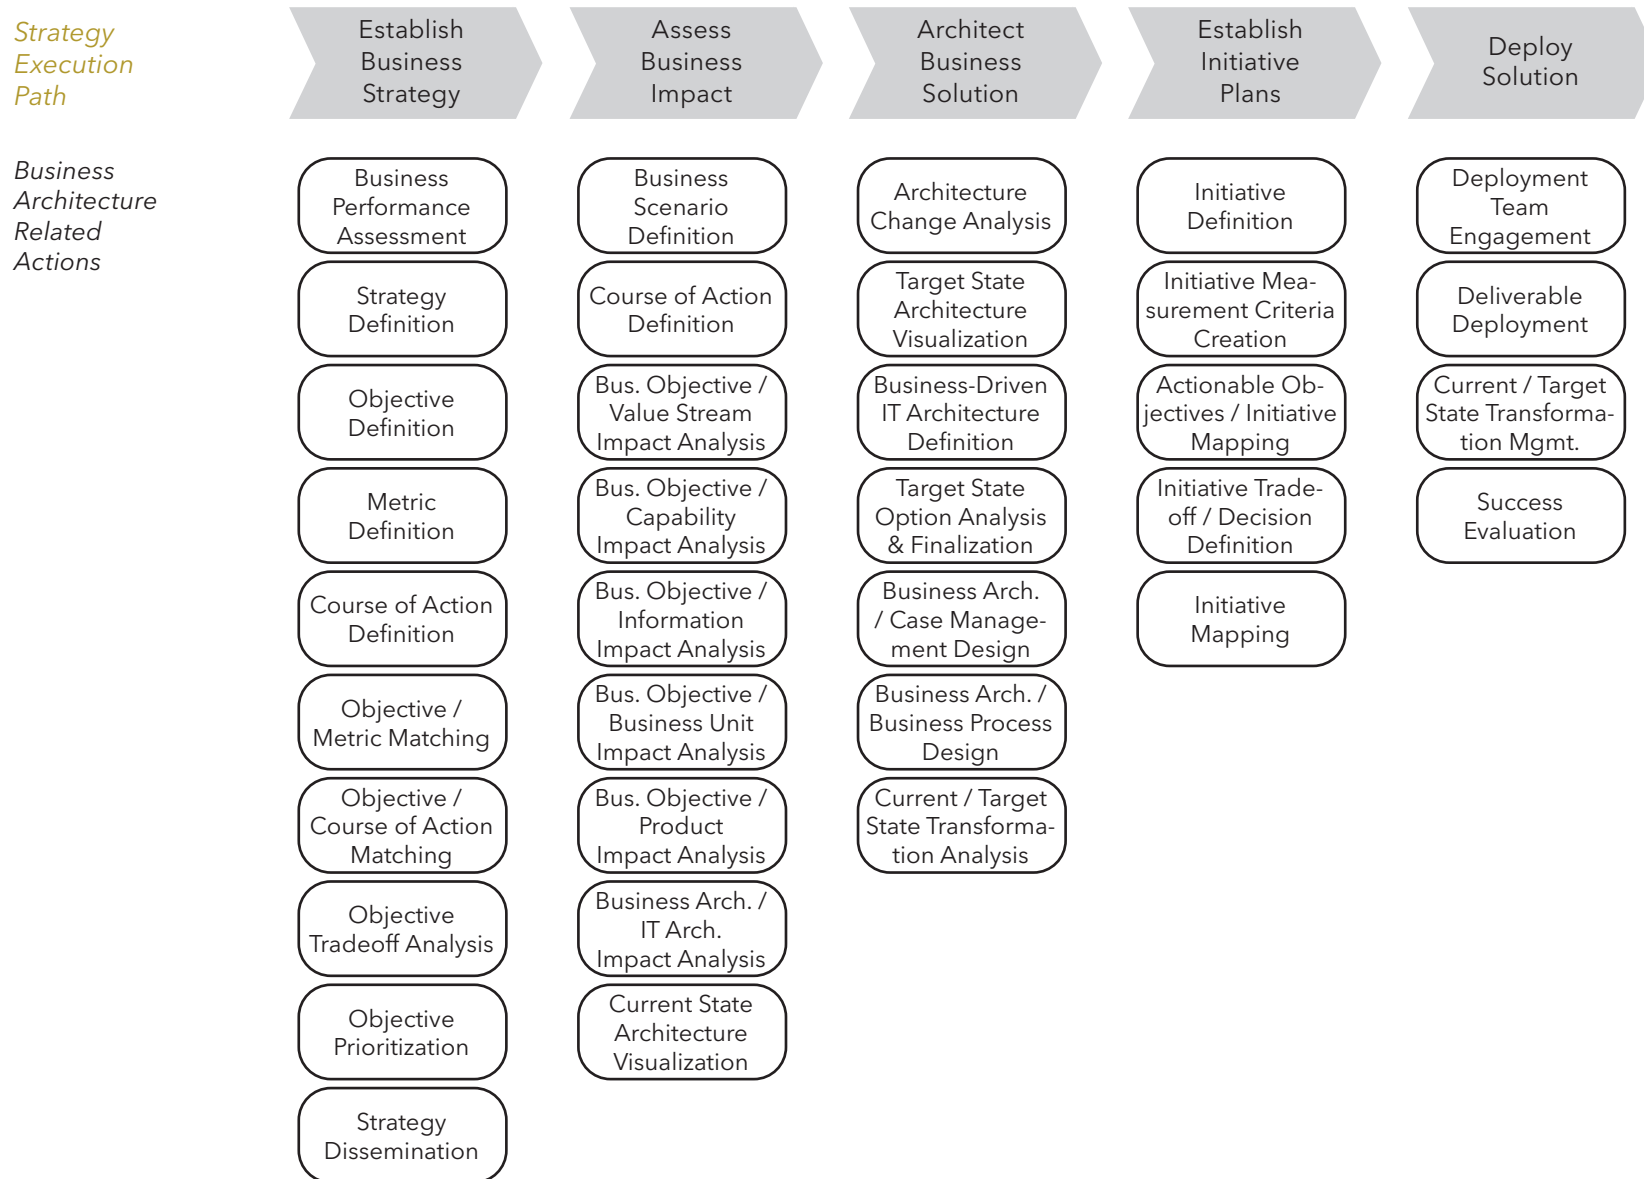 Strategy
Execution
Path
Establish
Business
Strategy
Assess
Business
Impact
Architect
Business
Solution
Establish
Initiative
Plans
Deploy
Solution
Business
Architecture
Related
Actions
Business
Performance
Assessment
Strategy
Definition
Objective
Definition
Metric
Definition
Course of Action
Definition
Objective /
Metric Matching
Objective /
Course of Action
Matching
Objective
Tradeoff Analysis
Objective
Prioritization
Strategy
Dissemination
Business
Scenario
Definition
Course of Action
Definition
Bus. Objective /
Value Stream
Impact Analysis
Bus. Objective /
Capability
Impact Analysis
Bus. Objective /
Information
Impact Analysis
Bus. Objective /
Business Unit
Impact Analysis
Bus. Objective /
Product
Impact Analysis
Business Arch. /
IT Arch.
Impact Analysis
Current State
Architecture
Visualization
Architecture
Change Analysis
Target State
Architecture
Visualization
Business-Driven
IT Architecture
Definition
Target State
Option Analysis
& Finalization
Business Arch.
/ Case Manage-
ment Design
Business Arch. /
Business Process
Design
Current / Target
State Transforma-
tion Analysis
Initiative
Definition
Initiative Mea-
surement Criteria
Creation
Actionable Ob-
jectives / Initiative
Mapping
Initiative Trade-
off / Decision
Definition
Initiative
Mapping
Deployment
Team
Engagement
Deliverable
Deployment
Current / Target
State Transforma-
tion Mgmt.
Success
Evaluation